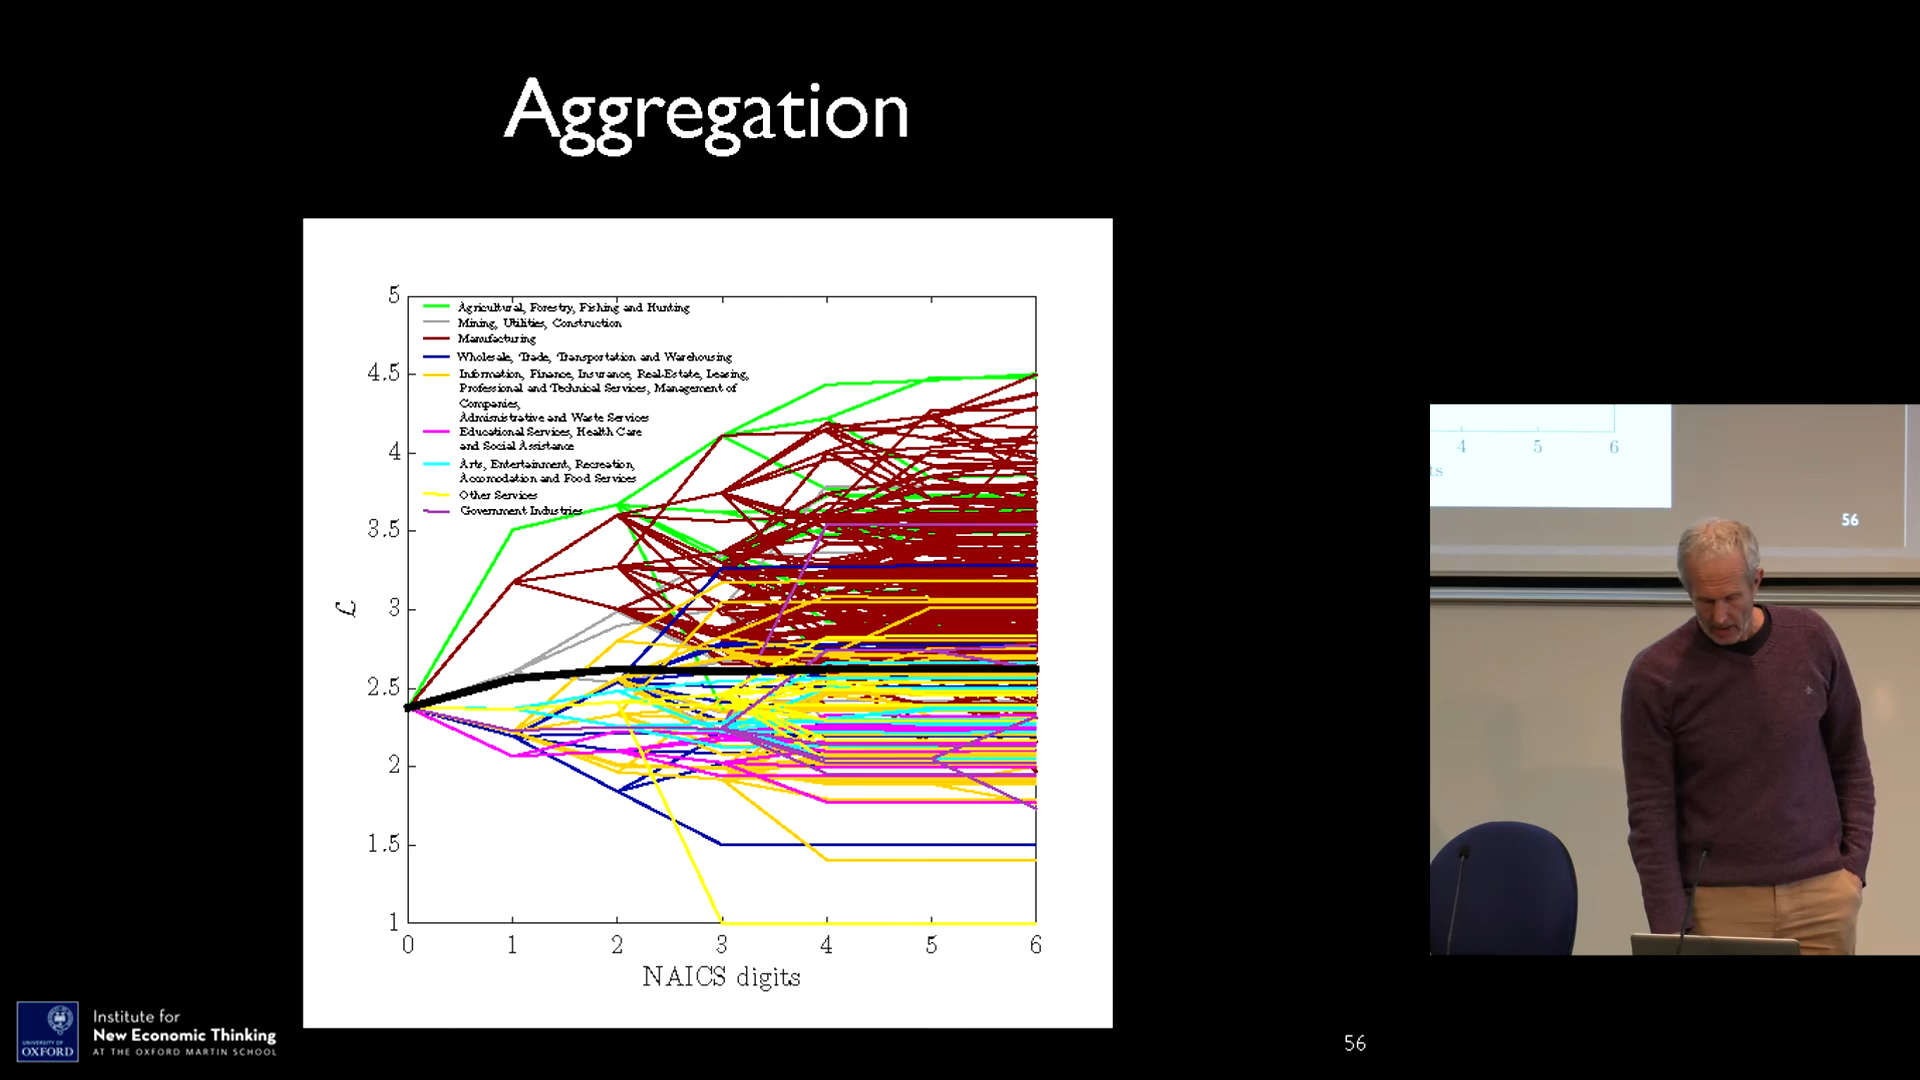 Aggregation
5
4.5
4
3.5
3
2.5
2
1.5
1
ℒ
Agricultural, Forestry, Fishing and Hunting
Mining, Utilities, Construction
Manufacturing
Wholesale, Trade, Transportation and Warehousing
Information, Finance, Insurance, Real-Estate, Leasing,
Professional and Technical Services, Management of
Companies,
Administrative and Waste Services
Educational Services, Health Care
and Social Assistance
Arts, Entertainment, Recreation,
Accomodation and Food Services
Other Services
Government Industries
0 1 2 3 4 5 6
NAICS digits
4 5 6
ts
56
UNIVERSITY OF
OXFORD
Institute for
New Economic Thinking
AT THE OXFORD MARTIN SCHOOL
56